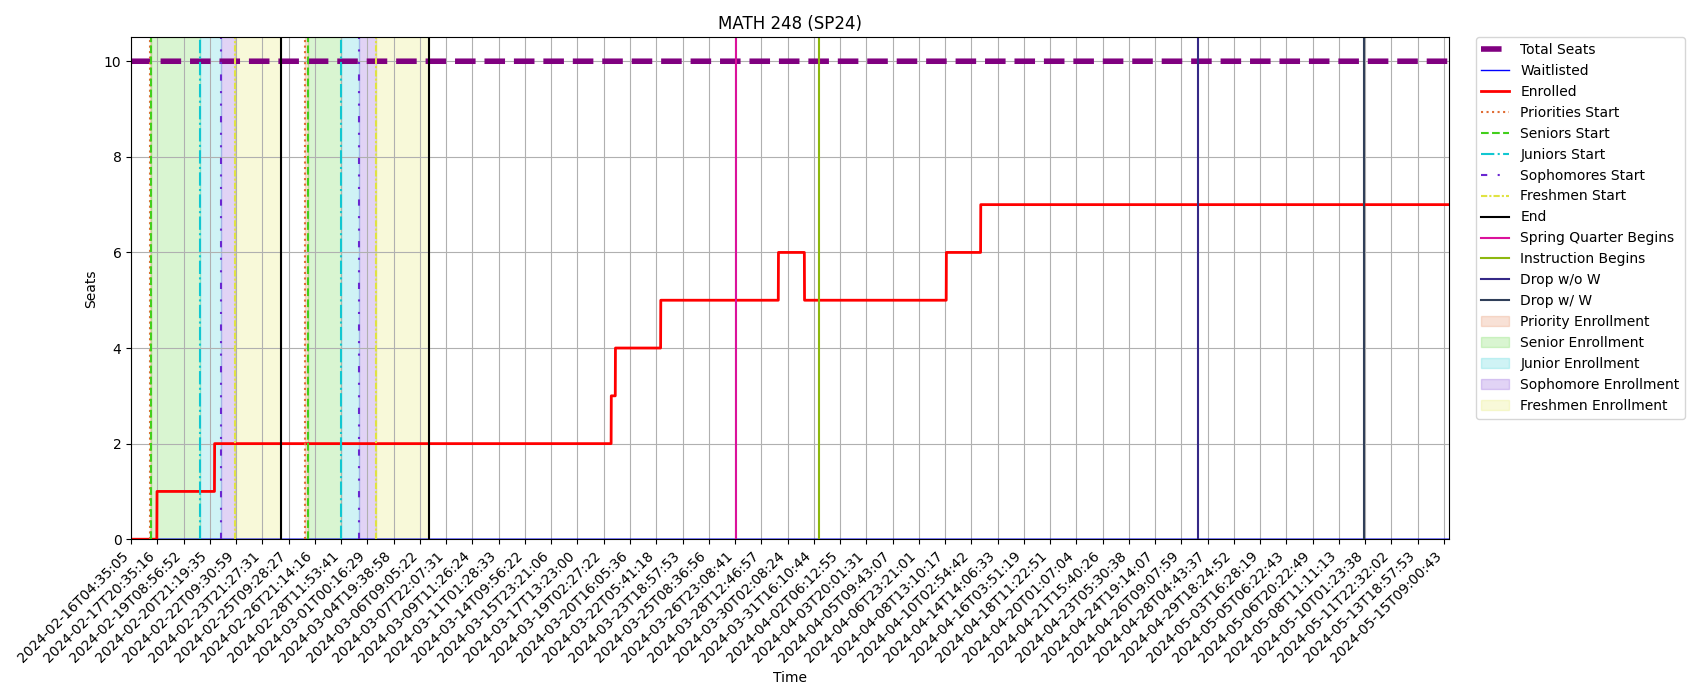 MATH 248 (SP24)
10
8
6
4
2
0
Seats
2024-02-16T04:35:05
2024-02-17T20:35:16
2024-02-19T08:56:52
2024-02-20T21:19:35
2024-02-22T09:30:59
2024-02-23T21:27:31
2024-02-25T09:28:27
2024-02-26T21:14:16
2024-02-28T11:53:41
2024-03-01T00:16:29
2024-03-04T19:38:58
2024-03-06T09:05:22
2024-03-07T22:07:31
2024-03-11T01:26:24
2024-03-12T11:28:33
2024-03-14T09:56:22
2024-03-15T23:21:06
2024-03-17T13:23:00
2024-03-19T02:27:22
2024-03-20T16:05:36
2024-03-22T05:41:18
2024-03-23T18:57:53
2024-03-25T08:36:56
2024-03-26T23:08:41
2024-03-28T12:46:57
2024-03-30T02:08:24
2024-03-31T16:10:44
2024-04-02T06:12:55
2024-04-03T20:01:31
2024-04-05T09:43:07
2024-04-06T23:21:01
2024-04-08T13:10:17
2024-04-10T02:54:42
2024-04-14T14:06:33
2024-04-16T03:51:19
2024-04-18T11:22:51
2024-04-20T01:07:04
2024-04-21T15:40:26
2024-04-23T05:30:38
2024-04-24T19:14:07
2024-04-26T09:07:59
2024-04-28T04:43:37
2024-04-29T18:24:52
2024-05-03T16:28:19
2024-05-05T06:22:43
2024-05-06T20:22:49
2024-05-08T11:11:13
2024-05-10T01:23:38
2024-05-11T22:32:02
2024-05-13T18:57:53
2024-05-15T09:00:43
Time
Total Seats
Waitlisted
Enrolled
Priorities Start
Seniors Start
Juniors Start
Sophomores Start
Freshmen Start
End
Spring Quarter Begins
Instruction Begins
Drop w/o W
Drop w/ W
Priority Enrollment
Senior Enrollment
Junior Enrollment
Sophomore Enrollment
Freshmen Enrollment